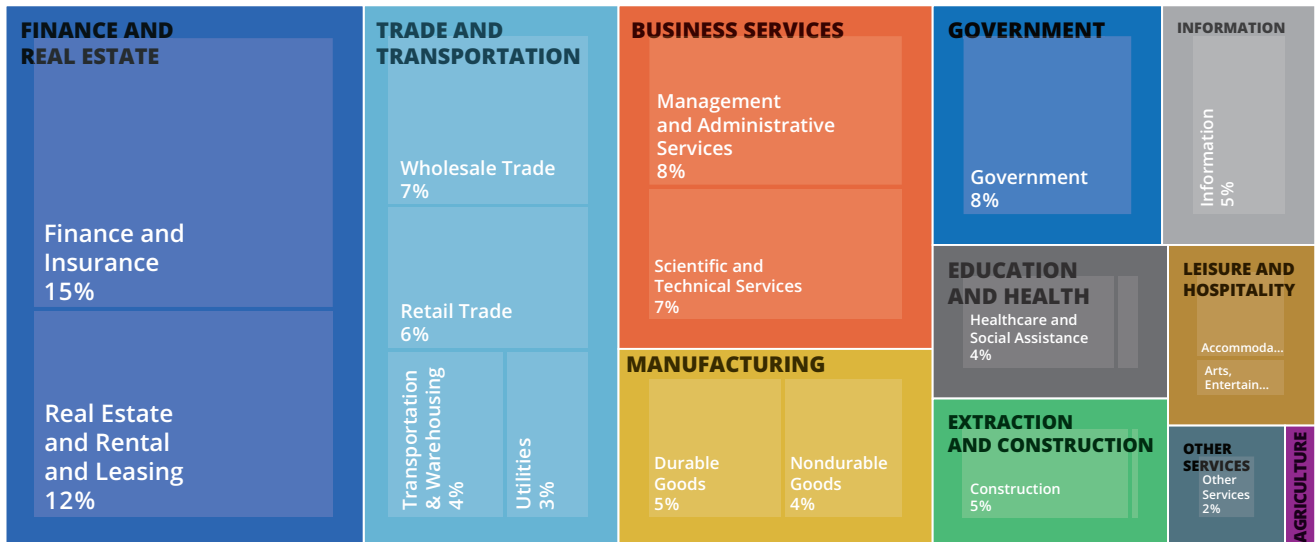 FINANCE AND
REAL ESTATE
Finance and
Insurance
15%
Real Estate
and Rental
and Leasing
12%
TRADE AND
TRANSPORTATION
Wholesale Trade
7%
Retail Trade
6%
Transportation
& Warehousing
4%
Utilities
3%
BUSINESS SERVICES
Management
and Administrative
Services
8%
Scientific and
Technical Services
7%
MANUFACTURING
Durable
Goods
5%
Nondurable
Goods
4%
GOVERNMENT
Government
8%
INFORMATION
Information
5%
EDUCATION
AND HEALTH
Healthcare and
Social Assistance
4%
LEISURE AND
HOSPITALITY
Accommoda...
Arts,
Entertain...
EXTRACTION
AND CONSTRUCTION
Construction
5%
OTHER
SERVICES
Other
Services
2%
AGRICULTURE